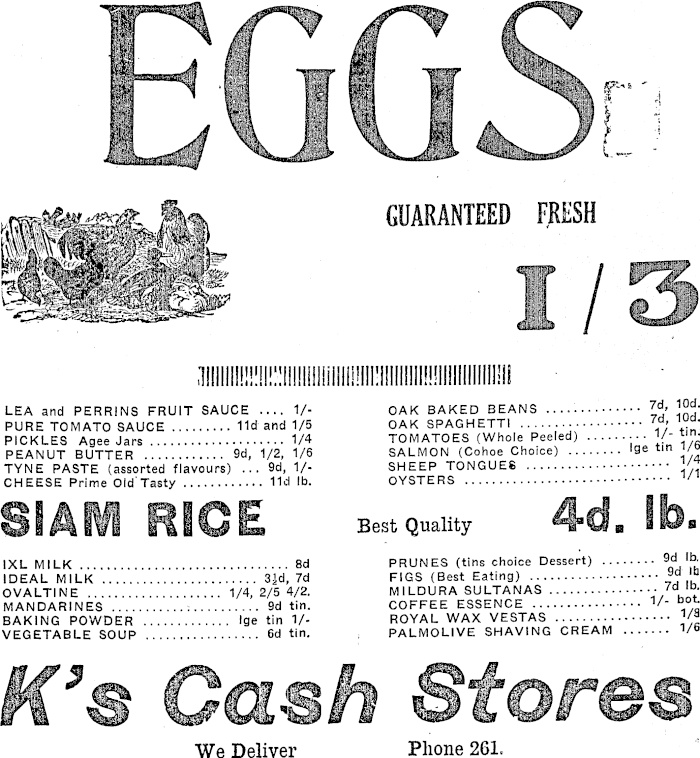 EGGS
GUARANTEED FRESH
1/3
LEA and PERRINS FRUIT SAUCE .... 1/-
PURE TOMATO SAUCE ......... 11d and 1/5
PICKLES Agee Jars .................... 1/4
PEANUT BUTTER ............ 9d, 1/2, 1/6
TYNE PASTE (assorted flavours) ... 9d, 1/-
CHEESE Prime Old Tasty ............ 11d lb.
OAK BAKED BEANS .............. 7d, 10d.
OAK SPAGHETTI .................. 7d, 10d.
TOMATOES (Whole Peeled) ......... 1/- tin.
SALMON (Cohoe Choice) ........ lge tin 1/6
SHEEP TONGUES ..................... 1/4
OYSTERS .............................. 1/1
SIAM RICE Best Quality 4d. lb.
IXL MILK .............................. 8d
IDEAL MILK ...................... 3½d, 7d
OVALTINE .................... 1/4, 2/5 4/2.
MANDARINES ...................... 9d tin.
BAKING POWDER ............ lge tin 1/-
VEGETABLE SOUP ................ 6d tin.
PRUNES (tins choice Dessert) ........ 9d lb.
FIGS (Best Eating) ................... 9d lb
MILDURA SULTANAS ................ 7d lb.
COFFEE ESSENCE ................ 1/- bot.
ROYAL WAX VESTAS ..................
PALMOLIVE SHAVING CREAM ....... 1/6
K's Cash Stores
We Deliver Phone 261.